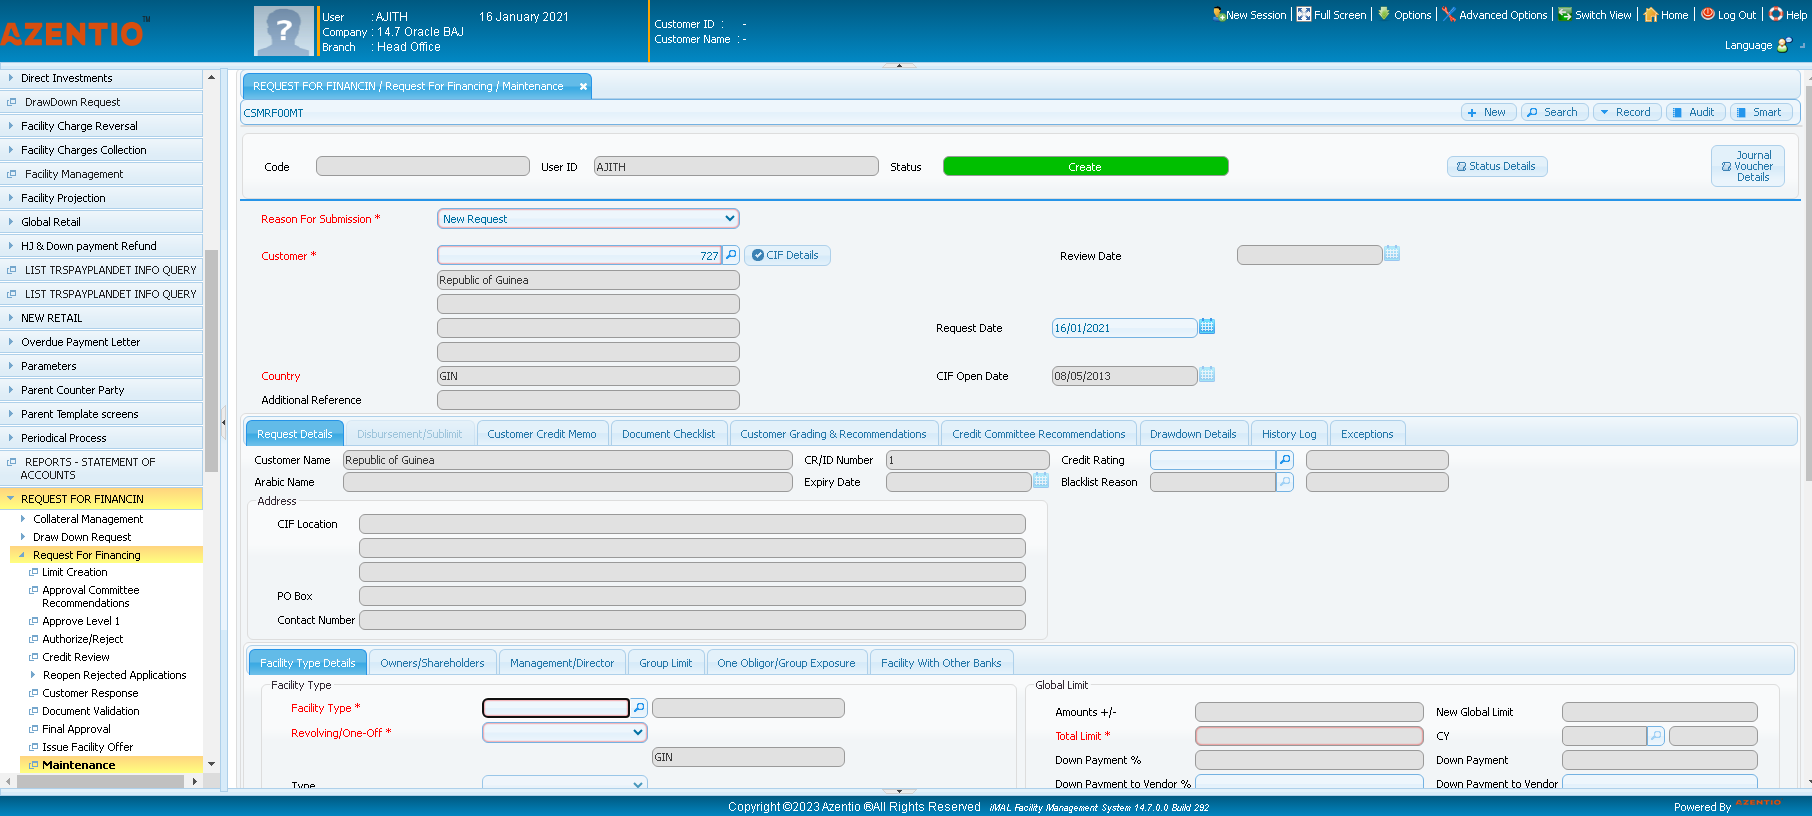 AZENTIO™
User : AJITH 16 January 2021
Company : 14.7 Oracle BAJ
Branch : Head Office
Customer ID : -
Customer Name : -
New Session Full Screen Options Advanced Options Switch View Home Log Out Help
Language
Direct Investments
DrawDown Request
Facility Charge Reversal
Facility Charges Collection
Facility Management
Facility Projection
Global Retail
HJ & Down payment Refund
LIST TRSPAYPLANDET INFO QUERY
LIST TRSPAYPLANDET INFO QUERY
NEW RETAIL
Overdue Payment Letter
Parameters
Parent Counter Party
Parent Template screens
Periodical Process
REPORTS - STATEMENT OF
ACCOUNTS
REQUEST FOR FINANCIN
Collateral Management
Draw Down Request
Request For Financing
Limit Creation
Approval Committee
Recommendations
Approve Level 1
Authorize/Reject
Credit Review
Reopen Rejected Applications
Customer Response
Document Validation
Final Approval
Issue Facility Offer
Maintenance
REQUEST FOR FINANCIN / Request For Financing / Maintenance
CSMRF00MT
New Search Record Audit Smart
Code User ID AJITH Status Create Status Details
Journal
Voucher
Details
Reason For Submission * New Request
Customer * 727 CIF Details Review Date
Republic of Guinea
Request Date 16/01/2021
Country GIN CIF Open Date 08/05/2013
Additional Reference
Request Details Disbursement/Sublimit Customer Credit Memo Document Checklist Customer Grading & Recommendations Credit Committee Recommendations Drawdown Details History Log Exceptions
Customer Name Republic of Guinea CR/ID Number 1 Credit Rating
Arabic Name Expiry Date Blacklist Reason
Address
CIF Location
PO Box
Contact Number
Facility Type Details Owners/Shareholders Management/Director Group Limit One Obligor/Group Exposure Facility With Other Banks
Facility Type
Facility Type *
Revolving/One-Off *
GIN
Type
Global Limit
Amounts +/- New Global Limit
Total Limit * CY
Down Payment % Down Payment
Down Payment to Vendor % Down Payment to Vendor
Copyright ©2023 Azentio ®All Rights Reserved iMAL Facility Management System 14.7.0.0 Build 292
Powered By AZENTIO